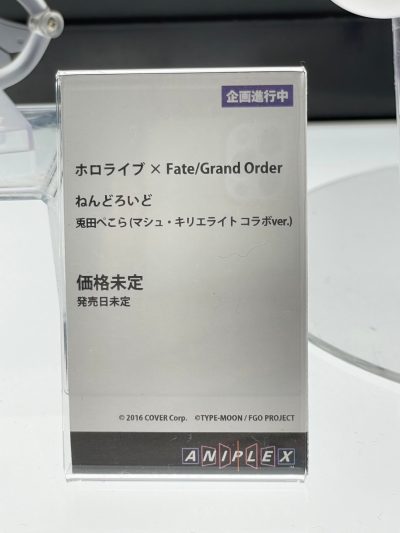 企画進行中
ホロライブ × Fate/Grand Order
ねんどろいど
兎田ぺこら(マシュ・キリエライト コラボver.)
価格未定
発売日未定
© 2016 COVER Corp. ©TYPE-MOON / FGO PROJECT
ANIPLEX